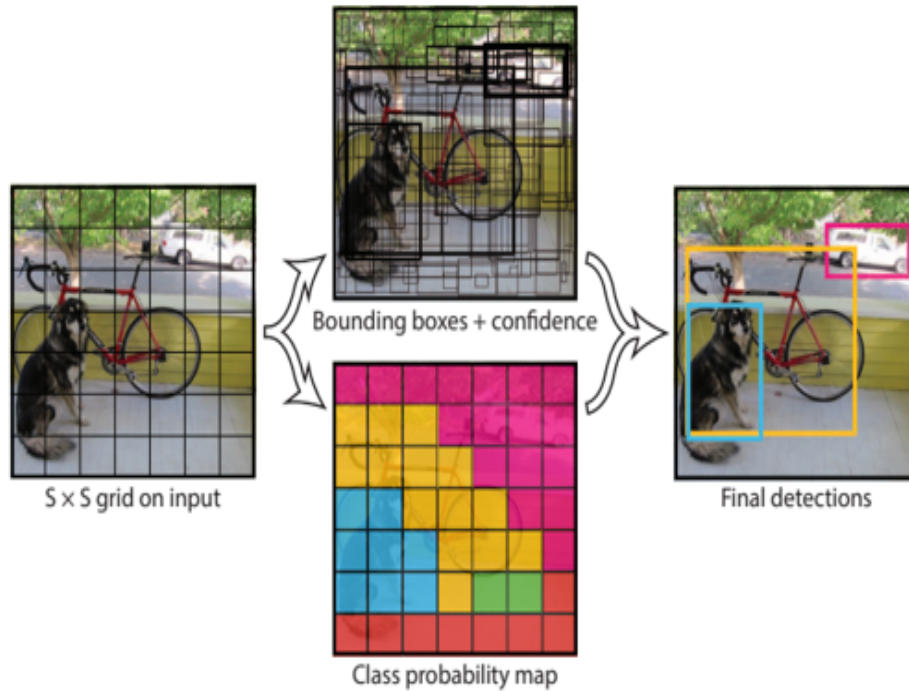 Bounding boxes + confidence
S × S grid on input
Final detections
Class probability map